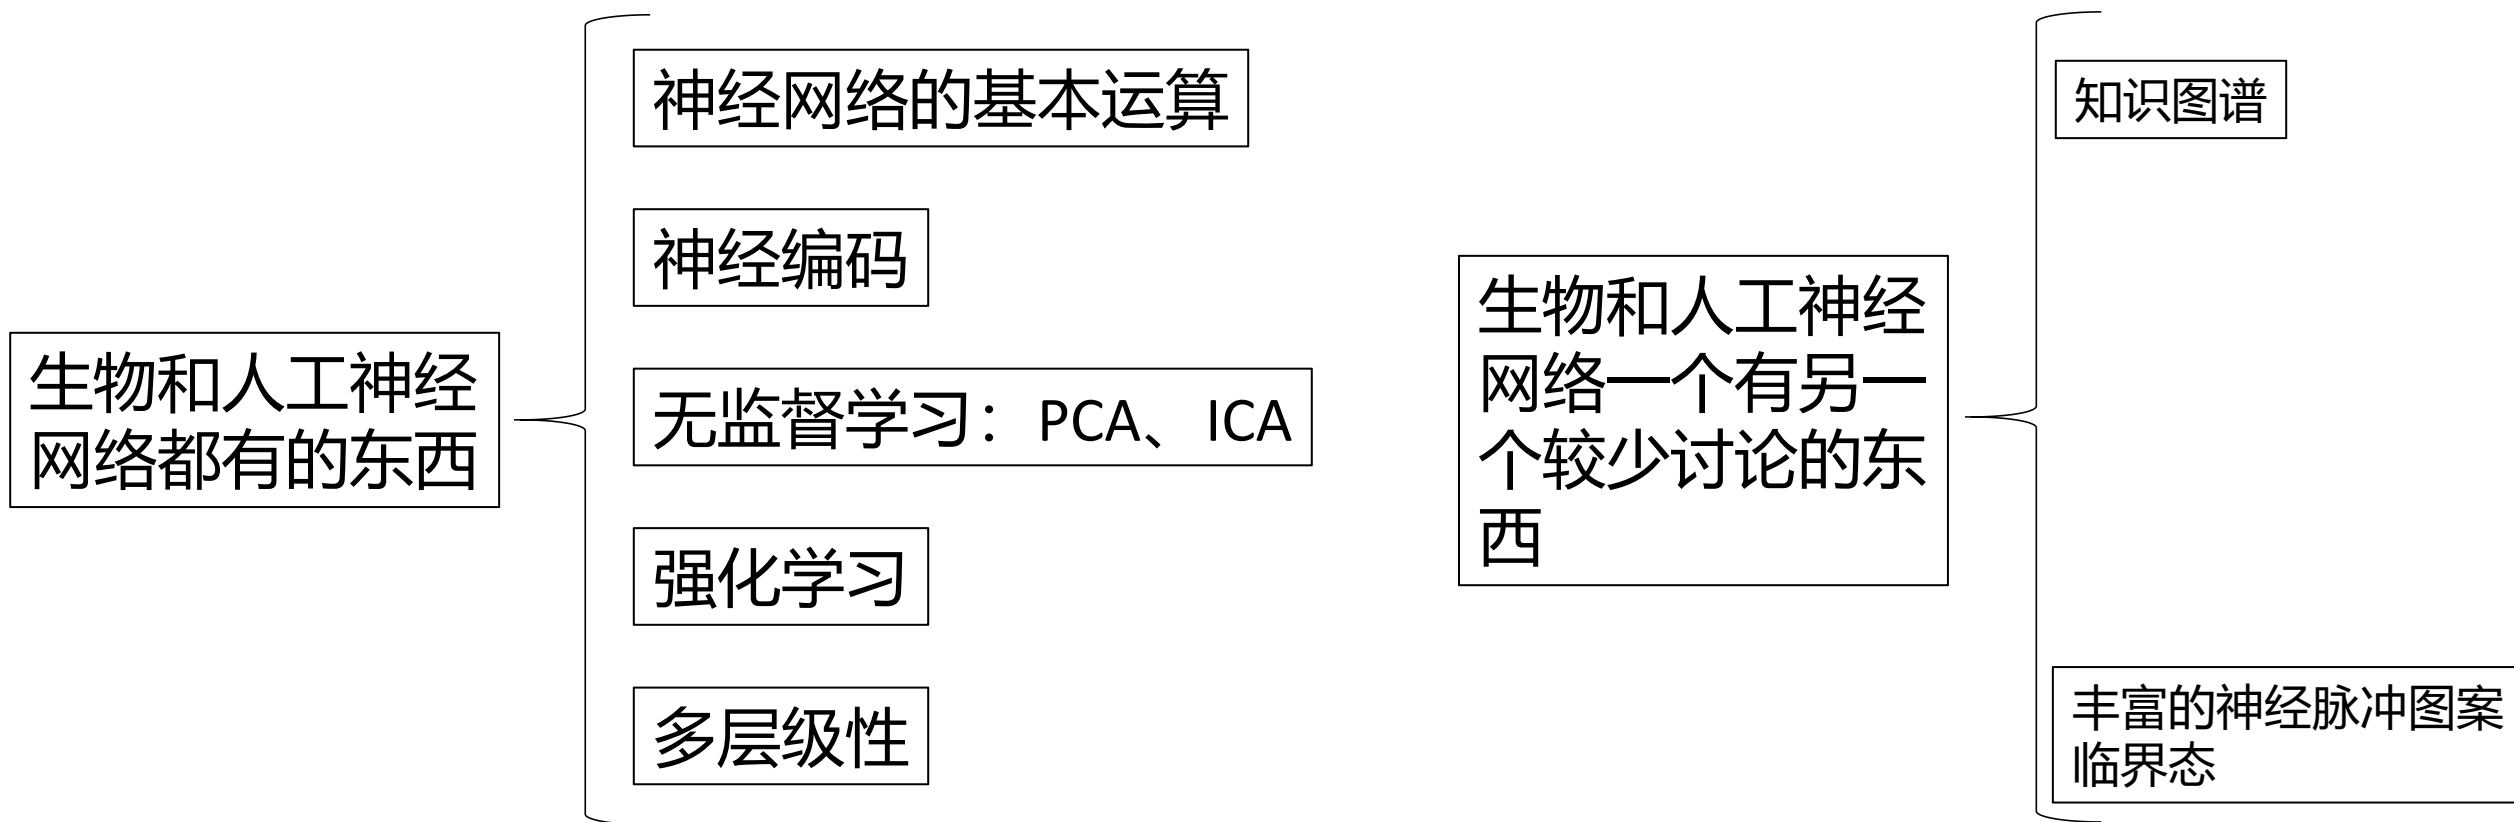 生物和人工神经
网络都有的东西
神经网络的基本运算
神经编码
无监督学习：PCA、ICA
强化学习
多层级性
生物和人工神经
网络一个有另一
个缺少讨论的东
西
知识图谱
丰富的神经脉冲图案
临界态